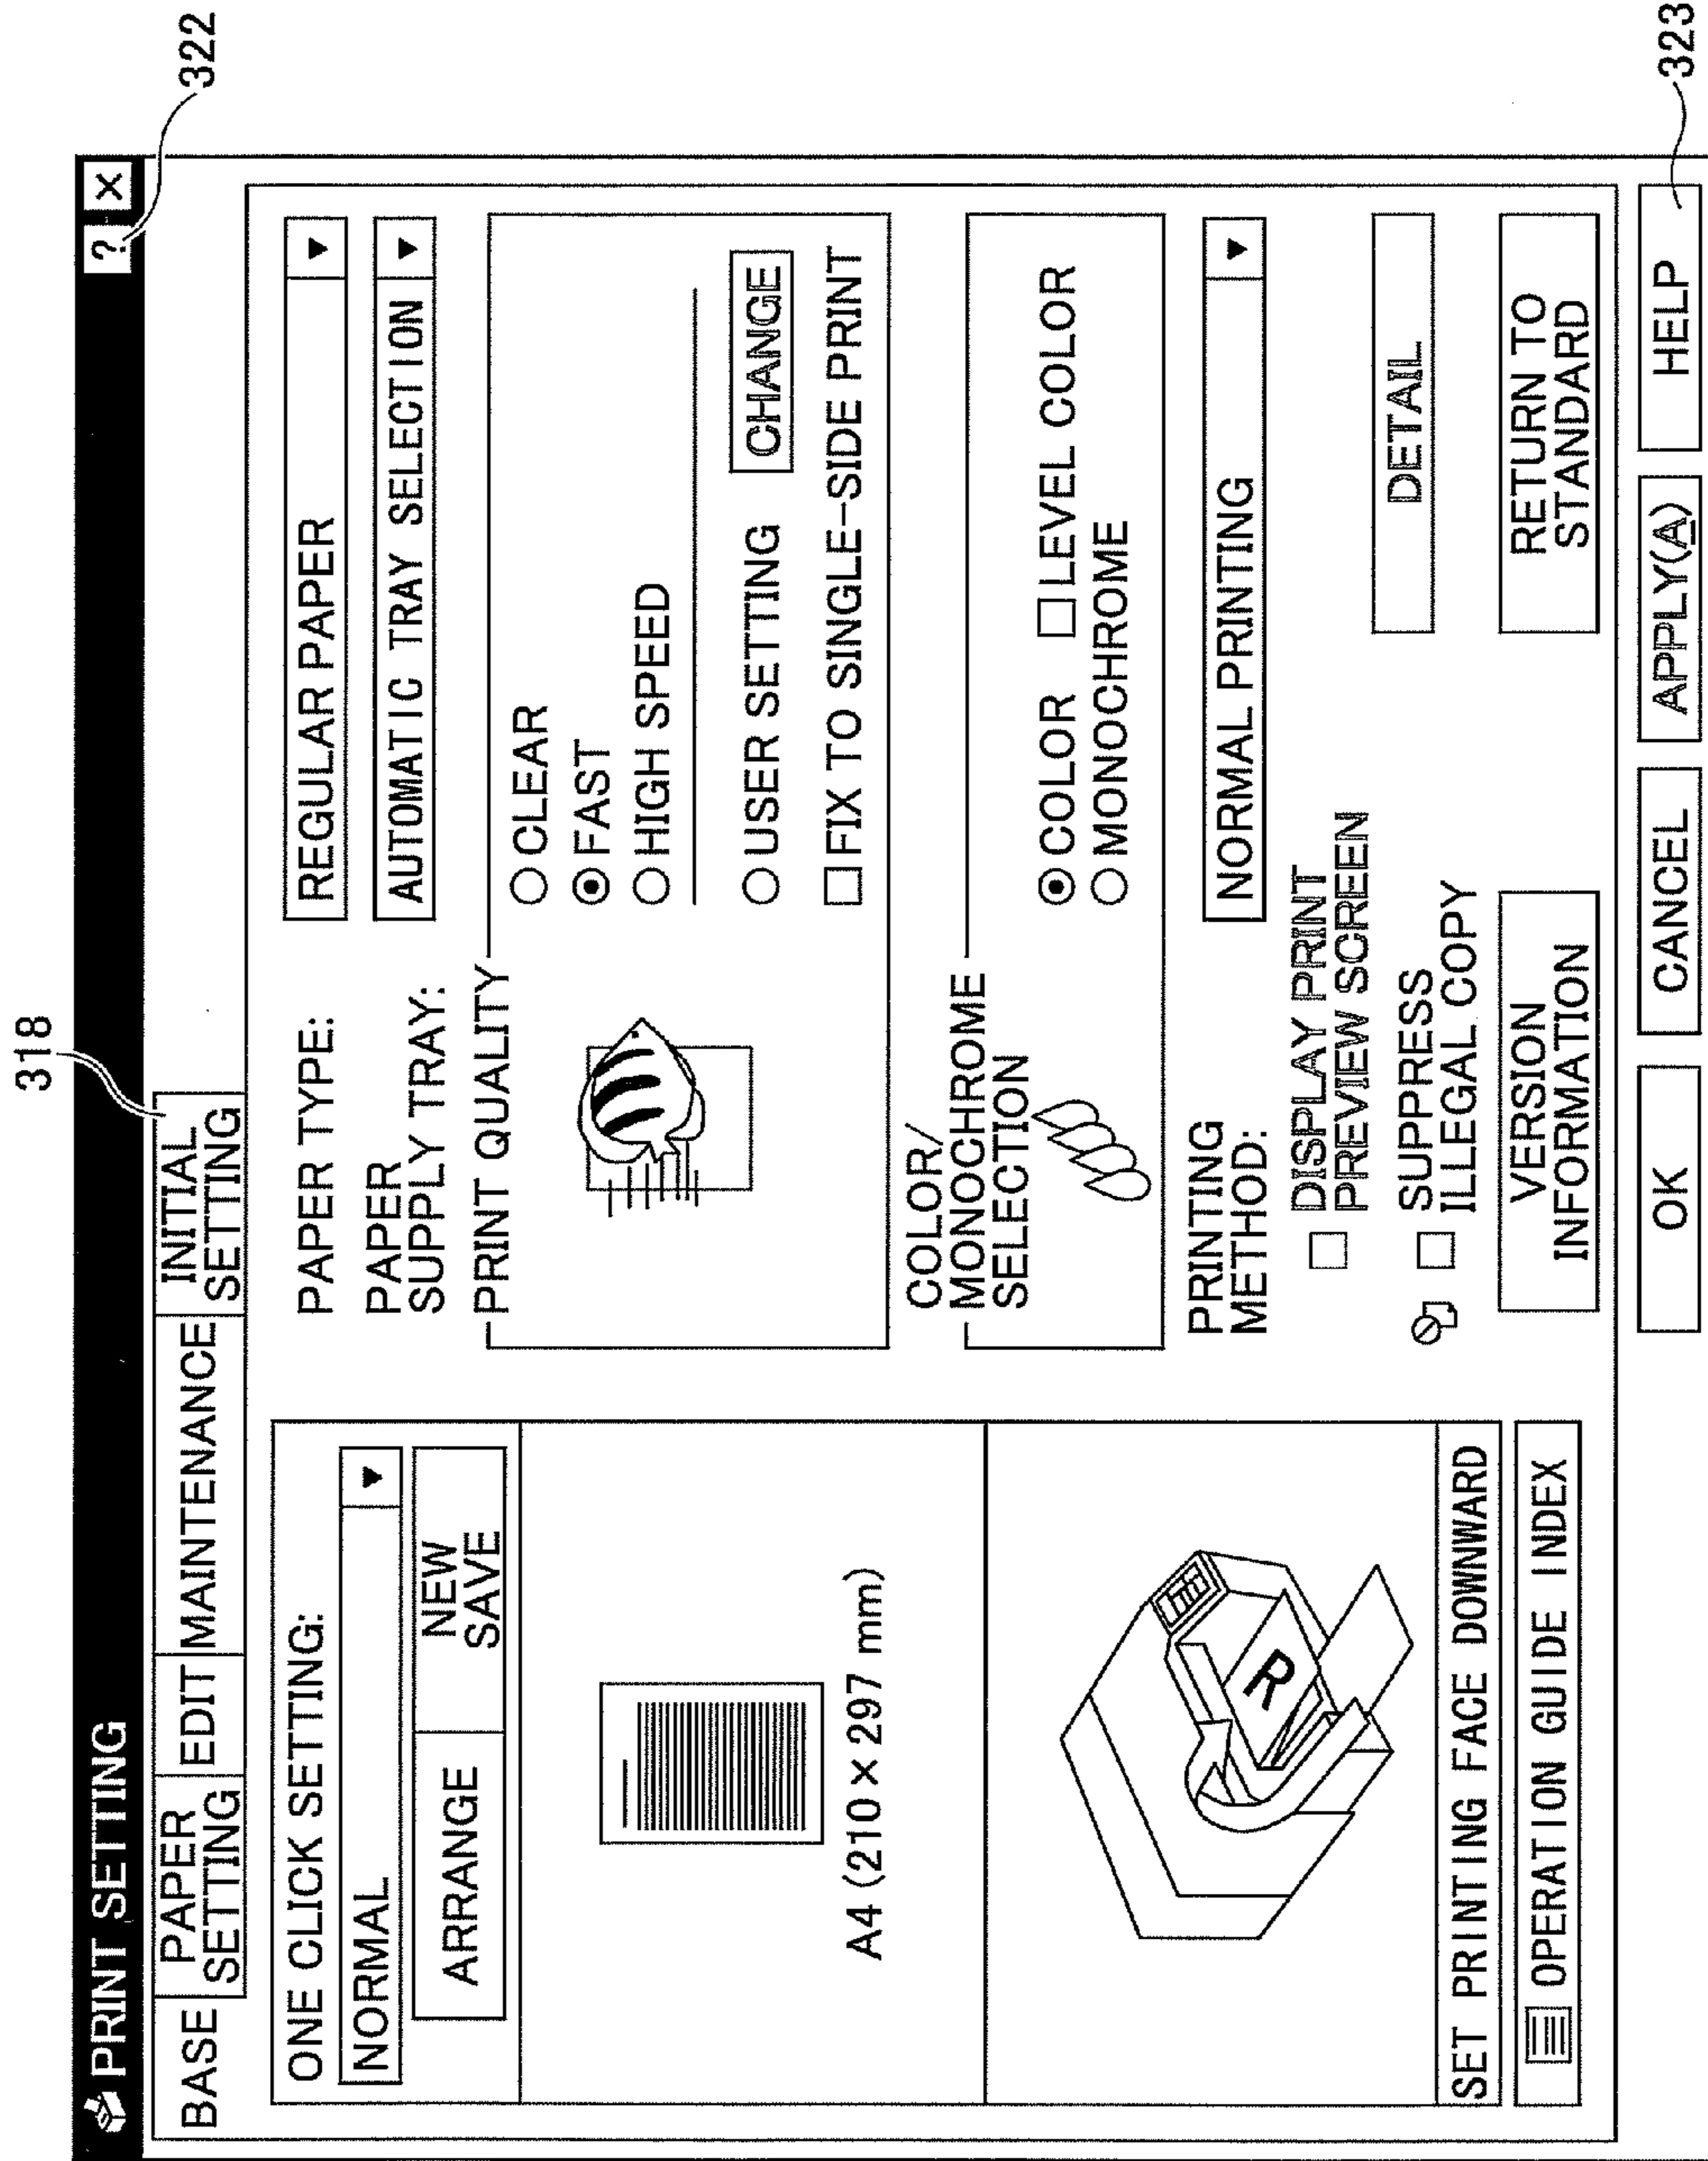 318
PRINT SETTING
? X
322
BASE
PAPER
SETTING
EDIT
MAINTENANCE
INITIAL
SETTING
ONE CLICK SETTING:
NORMAL
ARRANGE
NEW
SAVE
A4 (210 × 297 mm)
R
SET PRINTING FACE DOWNWARD
OPERATION GUIDE INDEX
PAPER TYPE:
REGULAR PAPER
PAPER
SUPPLY TRAY:
AUTOMATIC TRAY SELECTION
PRINT QUALITY
CLEAR
FAST
HIGH SPEED
USER SETTING
CHANGE
FIX TO SINGLE-SIDE PRINT
COLOR/
MONOCHROME
SELECTION
COLOR
LEVEL COLOR
MONOCHROME
PRINTING
METHOD:
NORMAL PRINTING
DISPLAY PRINT
PREVIEW SCREEN
DETAIL
SUPPRESS
ILLEGAL COPY
VERSION
INFORMATION
RETURN TO
STANDARD
OK
CANCEL
APPLY(A)
HELP
323